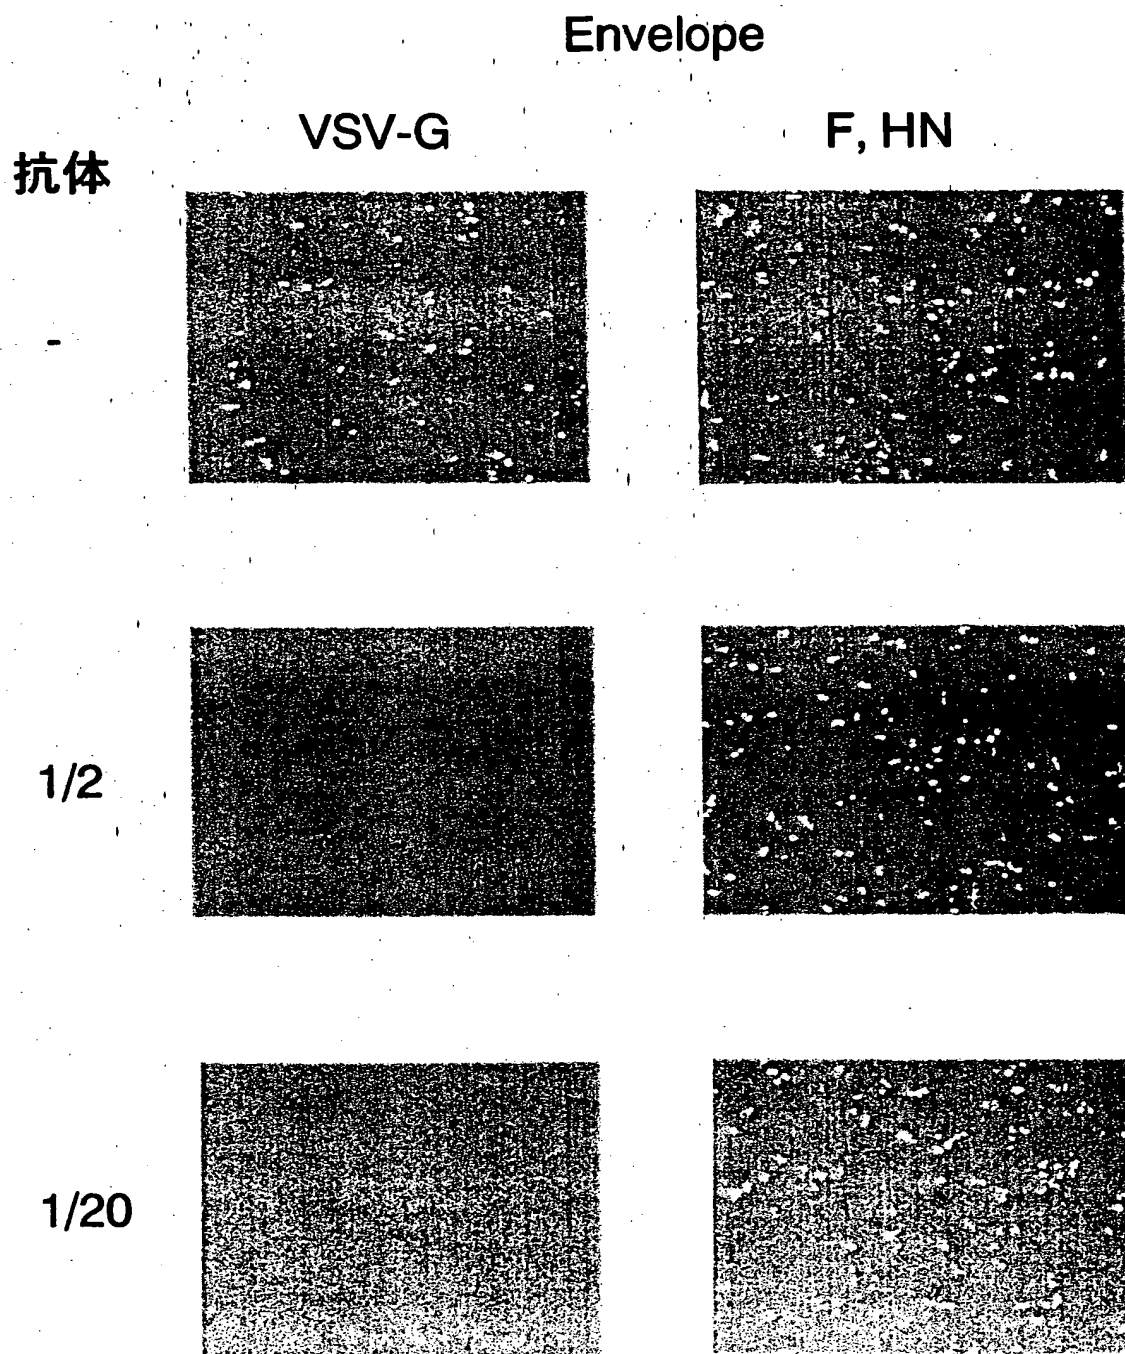 Envelope
VSV-G
F, HN
抗体
-
1/2
1/20